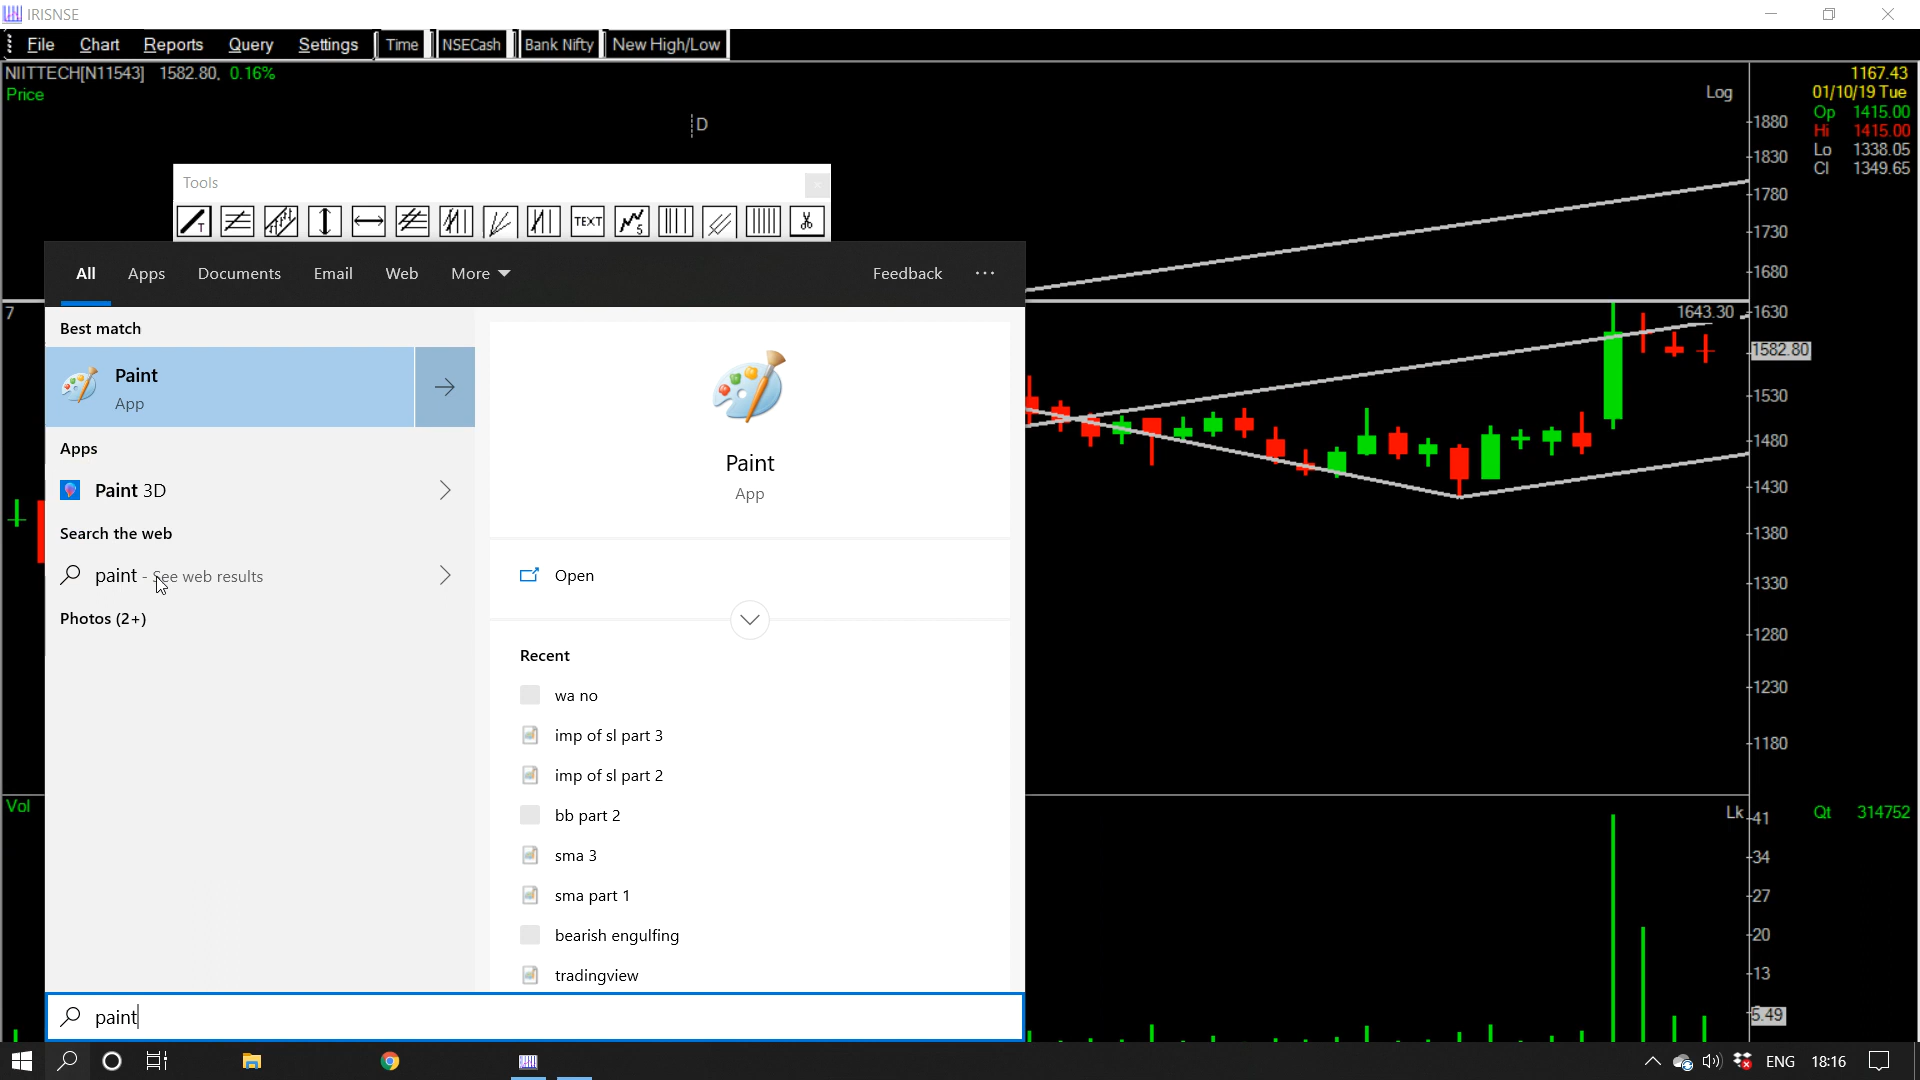 IRISNSE
File Chart Reports Query Settings Time NSECash Bank Nifty New High/Low
NIITTECH[N11543] 1582.80, 0.16%
Price
1167.43
01/10/19 Tue
Op 1415.00
Hi 1415.00
Lo 1338.05
Cl 1349.65
Log
D
1880
1830
1780
1730
1680
1643.30
1630
1582.80
1530
1480
1430
1380
1330
1280
1230
1180
Tools
T
TEXT
5
All Apps Documents Email Web More Feedback ...
7
Best match
Paint
App
Apps
Paint 3D
Search the web
paint - See web results
Photos (2+)
Paint
App
Open
Recent
wa no
imp of sl part 3
imp of sl part 2
bb part 2
sma 3
sma part 1
bearish engulfing
tradingview
Vol
Lk
41
34
27
20
13
5.49
Qt 314752
paint
ENG 18:16